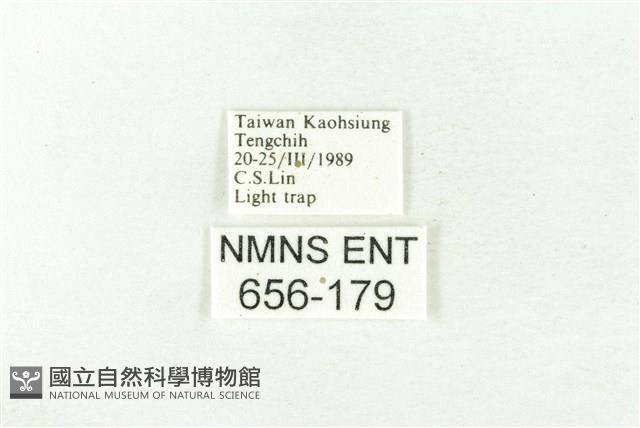 Taiwan Kaohsiung
Tengchih
20-25/III/1989
C.S.Lin
Light trap
NMNS ENT
656-179
國立自然科學博物館
NATIONAL MUSEUM OF NATURAL SCIENCE